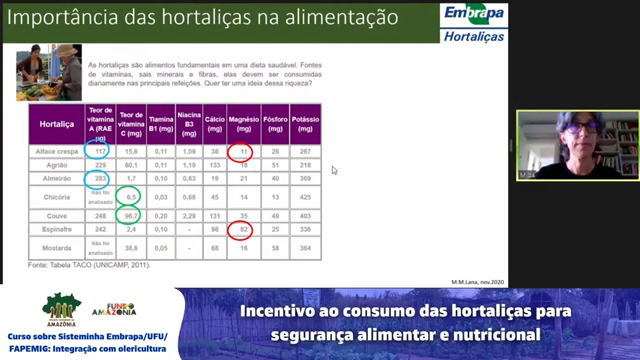 Importância das hortaliças na alimentação
Embrapa
Hortaliças
As hortaliças são alimentos fundamentais em uma dieta saudável. Fontes
de vitaminas, sais minerais e fibras, elas devem ser consumidas
diariamente nas principais refeições. Quer ter uma ideia dessa riqueza?
Hortaliça Teor de vitamina A (RAE µg) Teor de vitamina C (mg) Tiamina B1 (mg) Niacina B3 (mg) Cálcio (mg) Magnésio (mg) Fósforo (mg) Potássio (mg)
Alface crespa 117 15,6 0,11 1,09 38 11 26 267
Agrião 229 60,1 0,11 1,19 133 18 51 218
Almeirão 283 1,7 0,10 0,63 19 21 40 369
Chicória Não foi analisado 6,5 0,03 0,68 45 14 13 425
Couve 248 96,7 0,20 2,29 131 35 49 403
Espinafre 242 2,4 0,10 - 98 82 25 336
Mostarda Não foi analisado 38,6 0,05 - 68 16 58 364
Fonte: Tabela TACO (UNICAMP, 2011).
M.M.Lana, nov.2020
AMAZÔNIA
FUNDO
AMAZÔNIA
Curso sobre Sisteminha Embrapa/UFU/
FAPEMIG: Integração com olericultura
Incentivo ao consumo das hortaliças para
segurança alimentar e nutricional